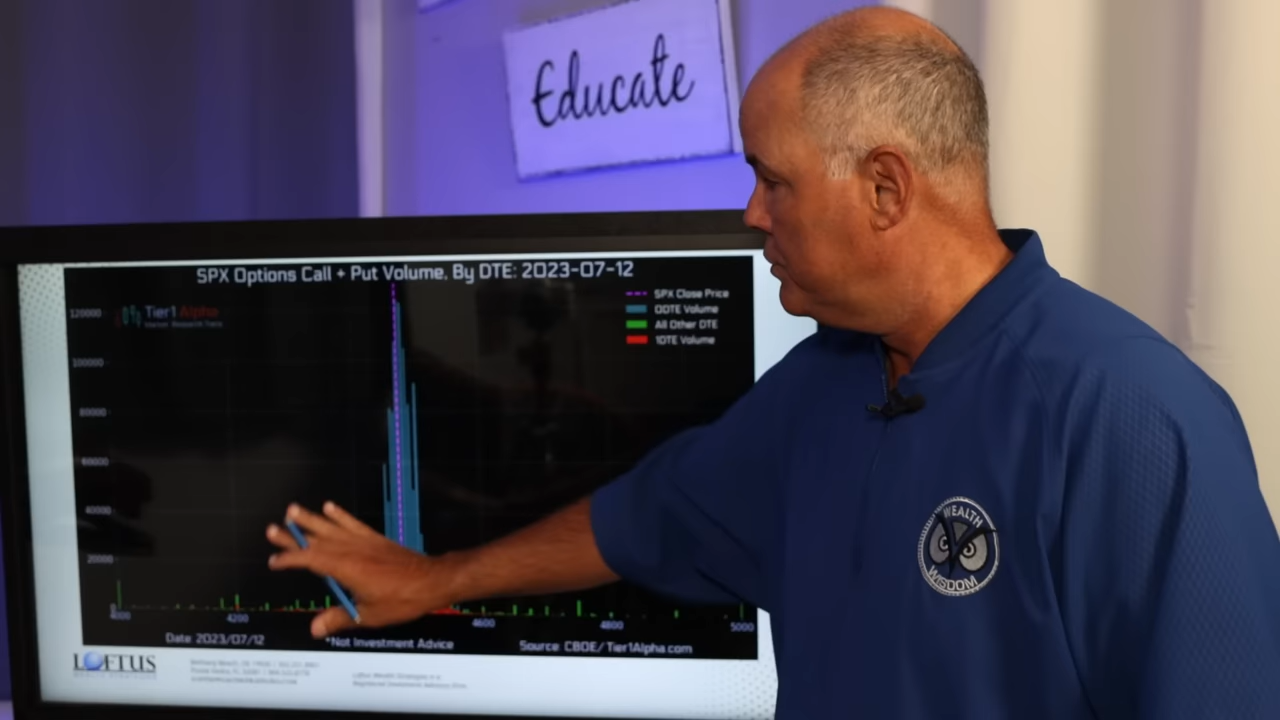 Educate
SPX Options Call + Put Volume, By DTE: 2023-07-12
Tier1 Alpha
SPX Close Price
0DTE Volume
All Other DTE
1DTE Volume
120000
100000
80000
60000
40000
20000
0
4000 4200 4600 4800 5000
Date: 2023/07/12 *Not Investment Advice Source: CBOE/Tier1Alpha.com
LOFTUS
WEALTH
WISDOM